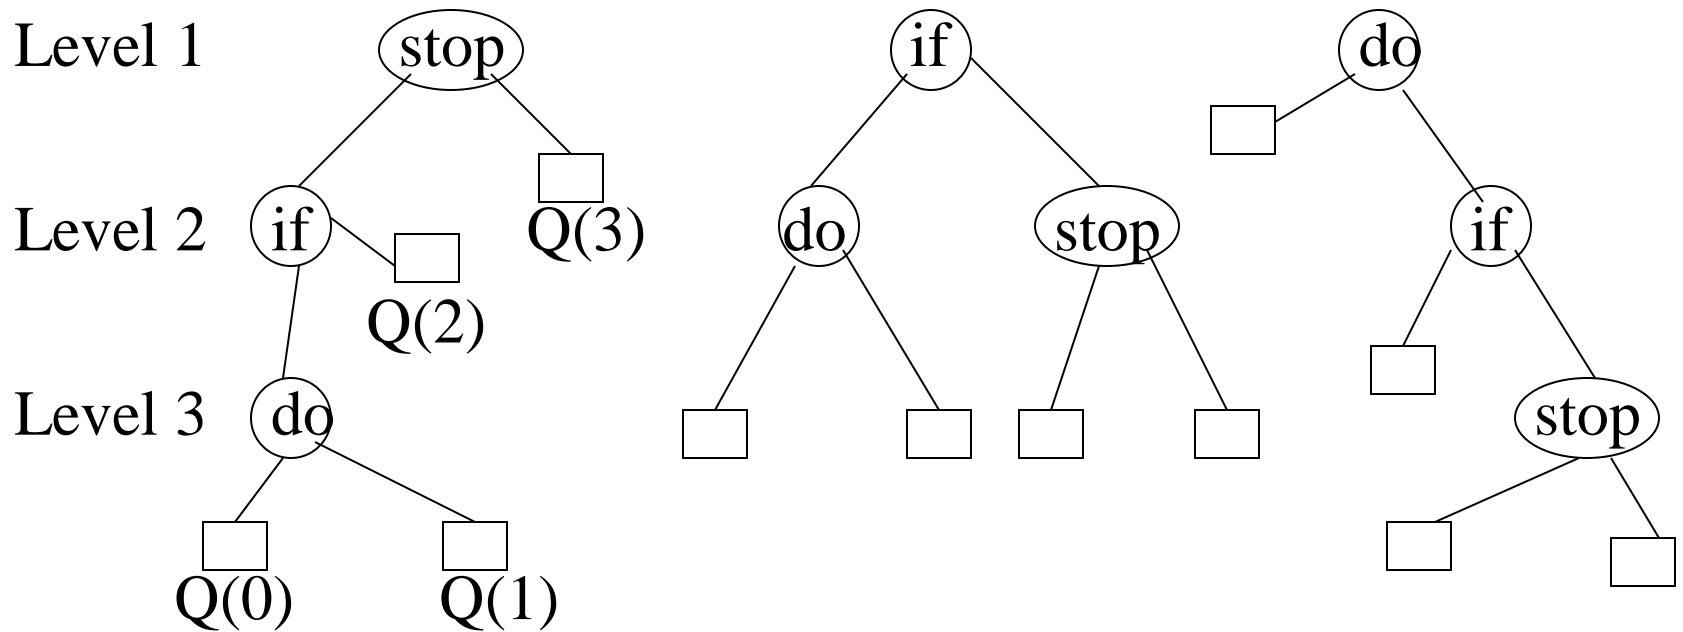 Level 1 stop if do
Q(3)
Level 2 if do stop if
Q(2)
Level 3 do stop
Q(0) Q(1)